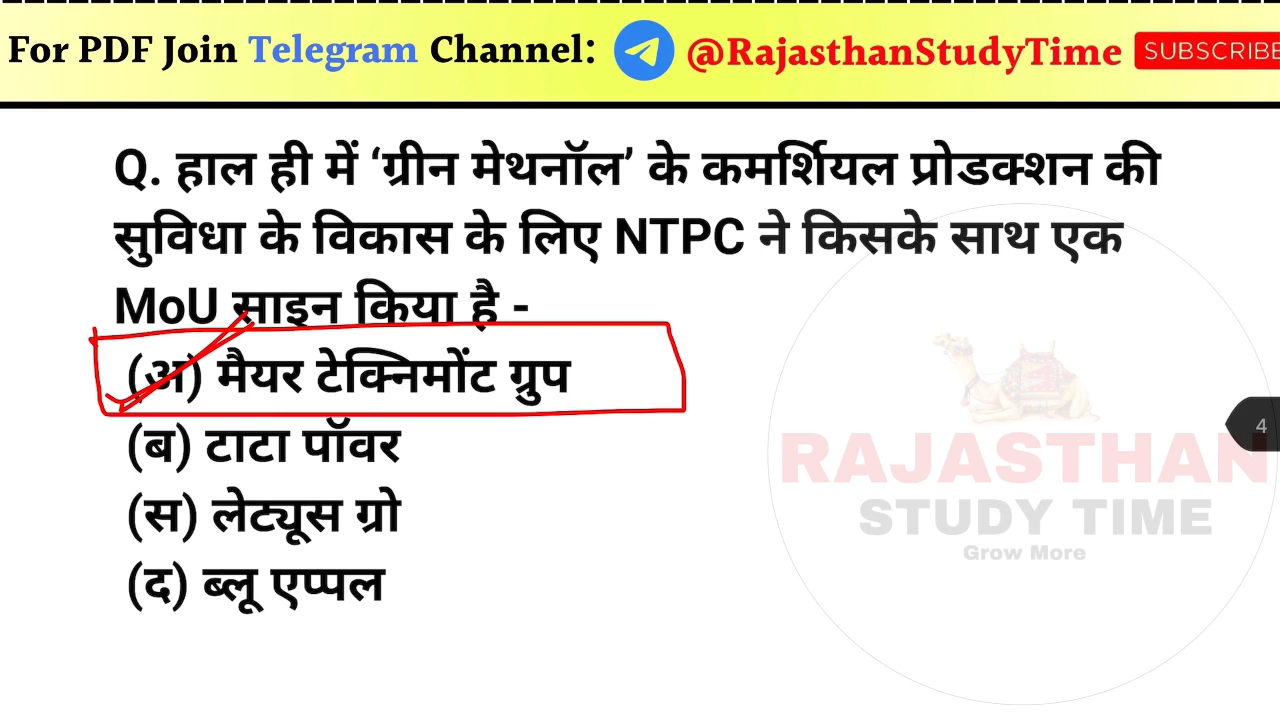 For PDF Join Telegram Channel: @RajasthanStudyTime SUBSCRIBE
Q. हाल ही में ‘ग्रीन मेथनॉल’ के कमर्शियल प्रोडक्शन की
सुविधा के विकास के लिए NTPC ने किसके साथ एक
MoU साइन किया है -
(अ) मैयर टेक्निमोंट ग्रुप
(ब) टाटा पॉवर
(स) लेट्यूस ग्रो
(द) ब्लू एप्पल
4
RAJASTHAN
STUDY TIME
Grow More